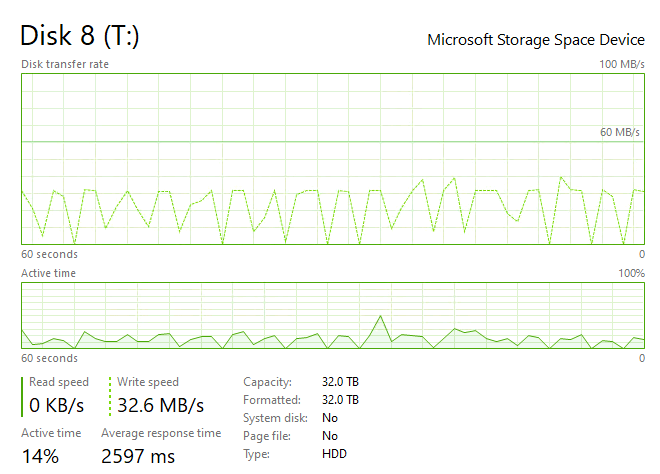 Disk 8 (T:)
Microsoft Storage Space Device
Disk transfer rate 100 MB/s
60 MB/s
60 seconds 0
Active time 100%
60 seconds 0
Read speed Write speed Capacity: 32.0 TB
0 KB/s 32.6 MB/s Formatted: 32.0 TB
System disk: No
Active time Average response time Page file: No
14% 2597 ms Type: HDD